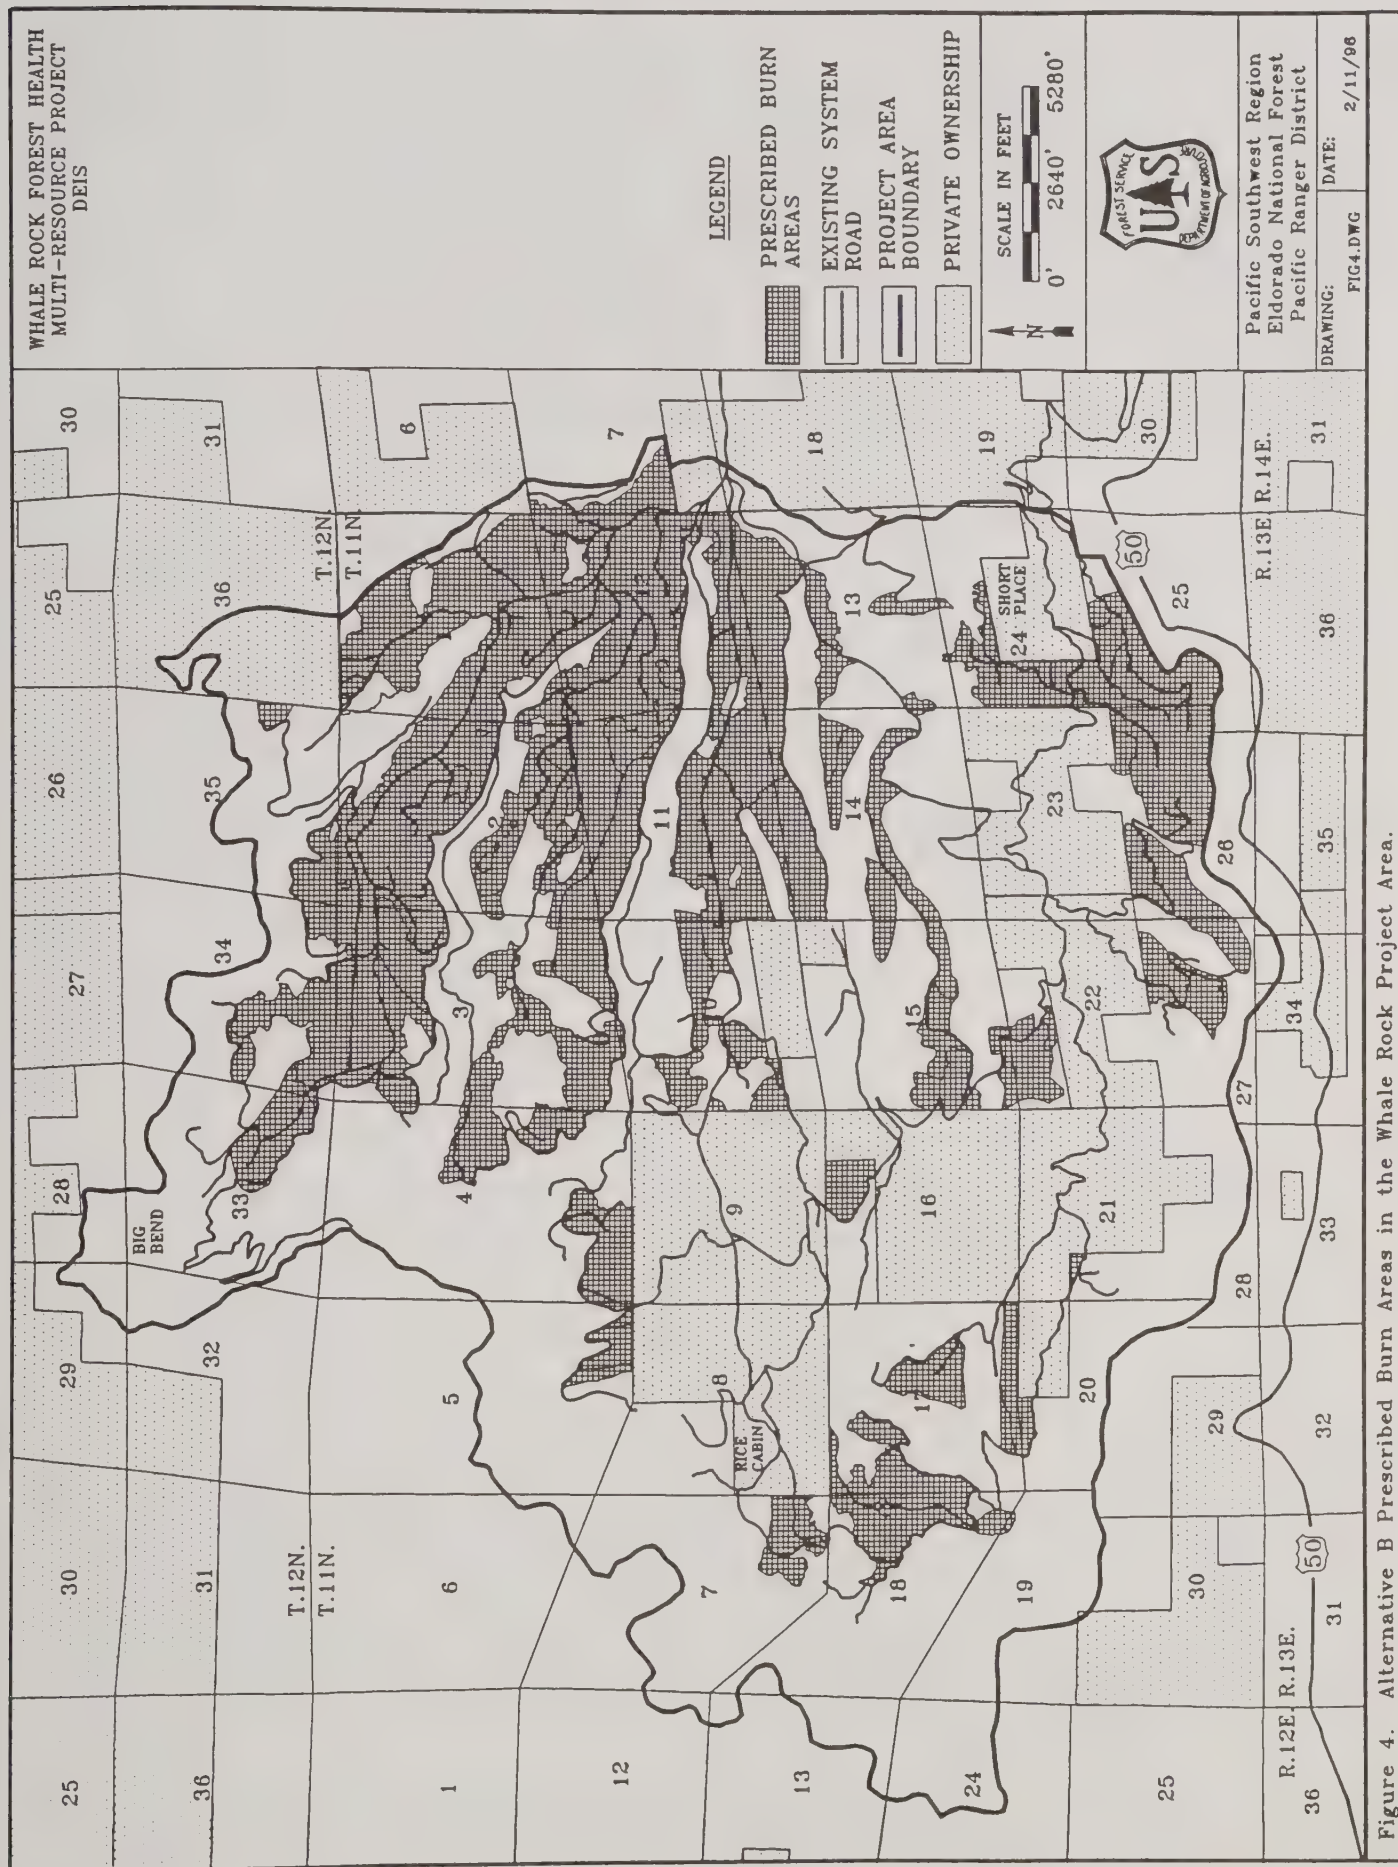 WHALE ROCK FOREST HEALTH
MULTI-RESOURCE PROJECT
DEIS
LEGEND
PRESCRIBED BURN
AREAS
EXISTING SYSTEM
ROAD
PROJECT AREA
BOUNDARY
PRIVATE OWNERSHIP
SCALE IN FEET
0' 2640' 5280'
N
FOREST SERVICE
U S
DEPARTMENT OF AGRICULTURE
Pacific Southwest Region
Eldorado National Forest
Pacific Ranger District
DRAWING:
FIG4.DWG
DATE:
2/11/96
25
30
29
28
27
26
25
30
36
31
32
33
34
35
36
31
BIG
BEND
T.12N.
T.11N.
T.12N.
T.11N.
1
6
5
4
3
2
6
12
7
8
9
11
12
7
RICE
CABIN
13
18
17
16
15
14
13
18
24
19
20
21
22
23
24
19
SHORT
PLACE
25
30
29
28
27
26
25
30
50
50
R.12E. R.13E.
R.13E. R.14E.
36
31
32
33
34
35
36
31
Figure 4. Alternative B Prescribed Burn Areas in the Whale Rock Project Area.